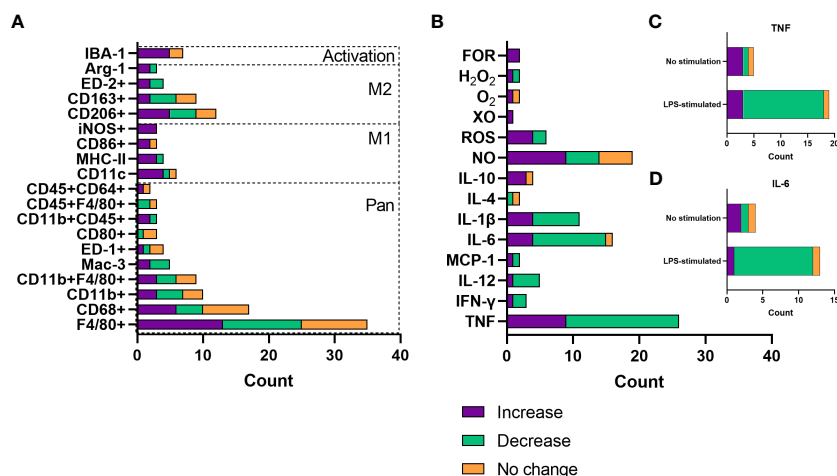 A
IBA-1
Arg-1
ED-2+
CD163+
CD206+
iNOS+
CD86+
MHC-II
CD11c
CD45+CD64+
CD45+F4/80+
CD11b+CD45+
CD80+
ED-1+
Mac-3
CD11b+F4/80+
CD11b+
CD68+
F4/80+
Activation
M2
M1
Pan
0 10 20 30 40
Count
B
FOR
H₂O₂
O₂
XO
ROS
NO
IL-10
IL-4
IL-1β
IL-6
MCP-1
IL-12
IFN-γ
TNF
0 10 20 30 40
Count
Increase
Decrease
No change
C
TNF
No stimulation
LPS-stimulated
0 5 10 15 20
Count
D
IL-6
No stimulation
LPS-stimulated
0 5 10 15
Count